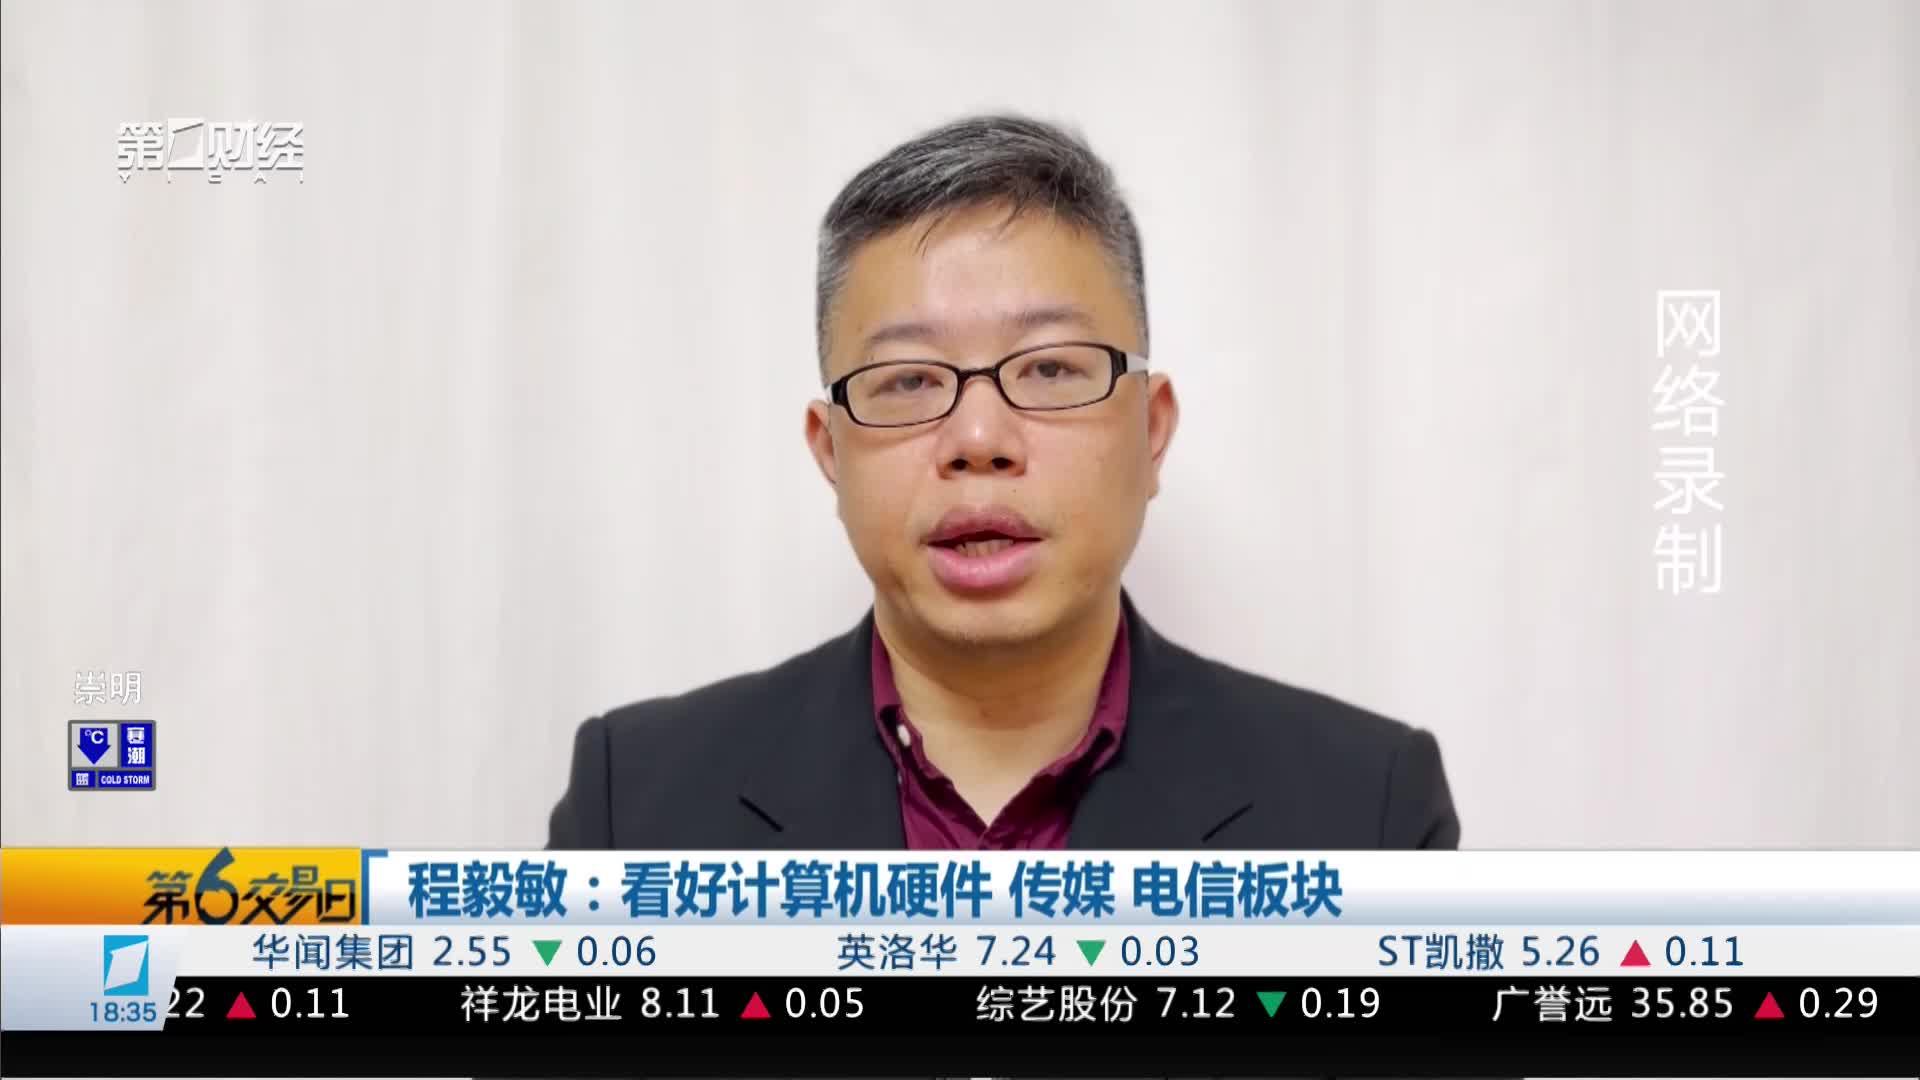 第1财经
YICAI
网络录制
崇明
℃
寒潮
蓝
COLD STORM
第6交易日
程毅敏：看好计算机硬件 传媒 电信板块
华闻集团 2.55 ▼ 0.06 英洛华 7.24 ▼ 0.03 ST凯撒 5.26 ▲ 0.11
18:35
22 ▲ 0.11 祥龙电业 8.11 ▲ 0.05 综艺股份 7.12 ▼ 0.19 广誉远 35.85 ▲ 0.29